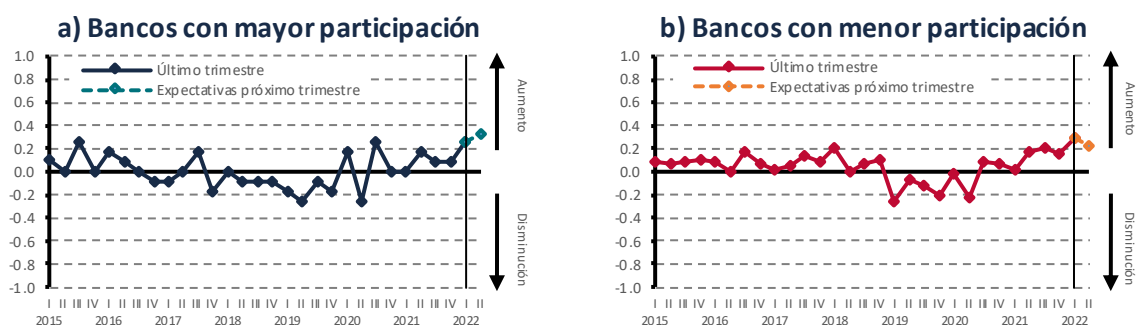 a) Bancos con mayor participación
1.0
0.8
0.6
0.4
0.2
0.0
-0.2
-0.4
-0.6
-0.8
-1.0
Último trimestre
Expectativas próximo trimestre
Aumento
Disminución
I II III IV I II III IV I II III IV I II III IV I II III IV I II III IV I II III IV I II
2015 2016 2017 2018 2019 2020 2021 2022
b) Bancos con menor participación
1.0
0.8
0.6
0.4
0.2
0.0
-0.2
-0.4
-0.6
-0.8
-1.0
Último trimestre
Expectativas próximo trimestre
Aumento
Disminución
I II III IV I II III IV I II III IV I II III IV I II III IV I II III IV I II III IV I II
2015 2016 2017 2018 2019 2020 2021 2022